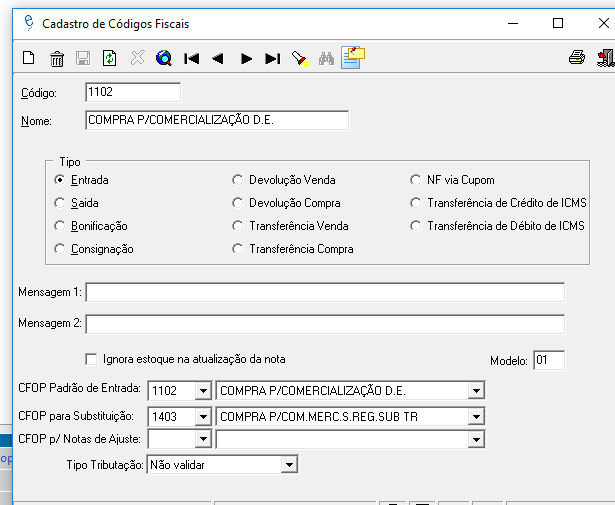 Cadastro de Códigos Fiscais
Código: 1102
Nome: COMPRA P/COMERCIALIZAÇÃO D.E.
Tipo
Entrada Devolução Venda NF via Cupom
Saida Devolução Compra Transferência de Crédito de ICMS
Bonificação Transferência Venda Transferência de Débito de ICMS
Consignação Transferência Compra
Mensagem 1:
Mensagem 2:
Ignora estoque na atualização da nota Modelo: 01
CFOP Padrão de Entrada: 1102 COMPRA P/COMERCIALIZAÇÃO D.E.
CFOP para Substituição: 1403 COMPRA P/COM.MERC.S.REG.SUB TR
CFOP p/ Notas de Ajuste:
Tipo Tributação: Não validar